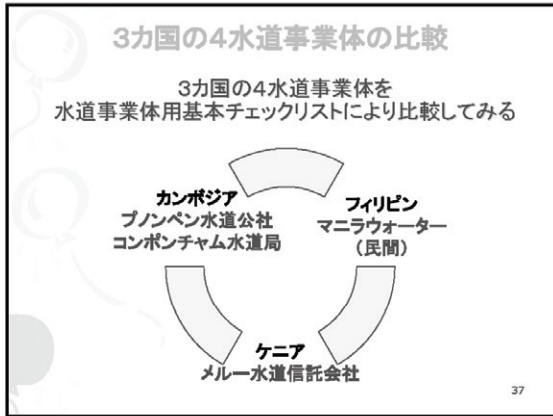 3カ国の4水道事業体の比較
3カ国の4水道事業体を
水道事業体用基本チェックリストにより比較してみる
カンボジア
プノンペン水道公社
コンポンチャム水道局
フィリピン
マニラウォーター
（民間）
ケニア
メルー水道信託会社
37